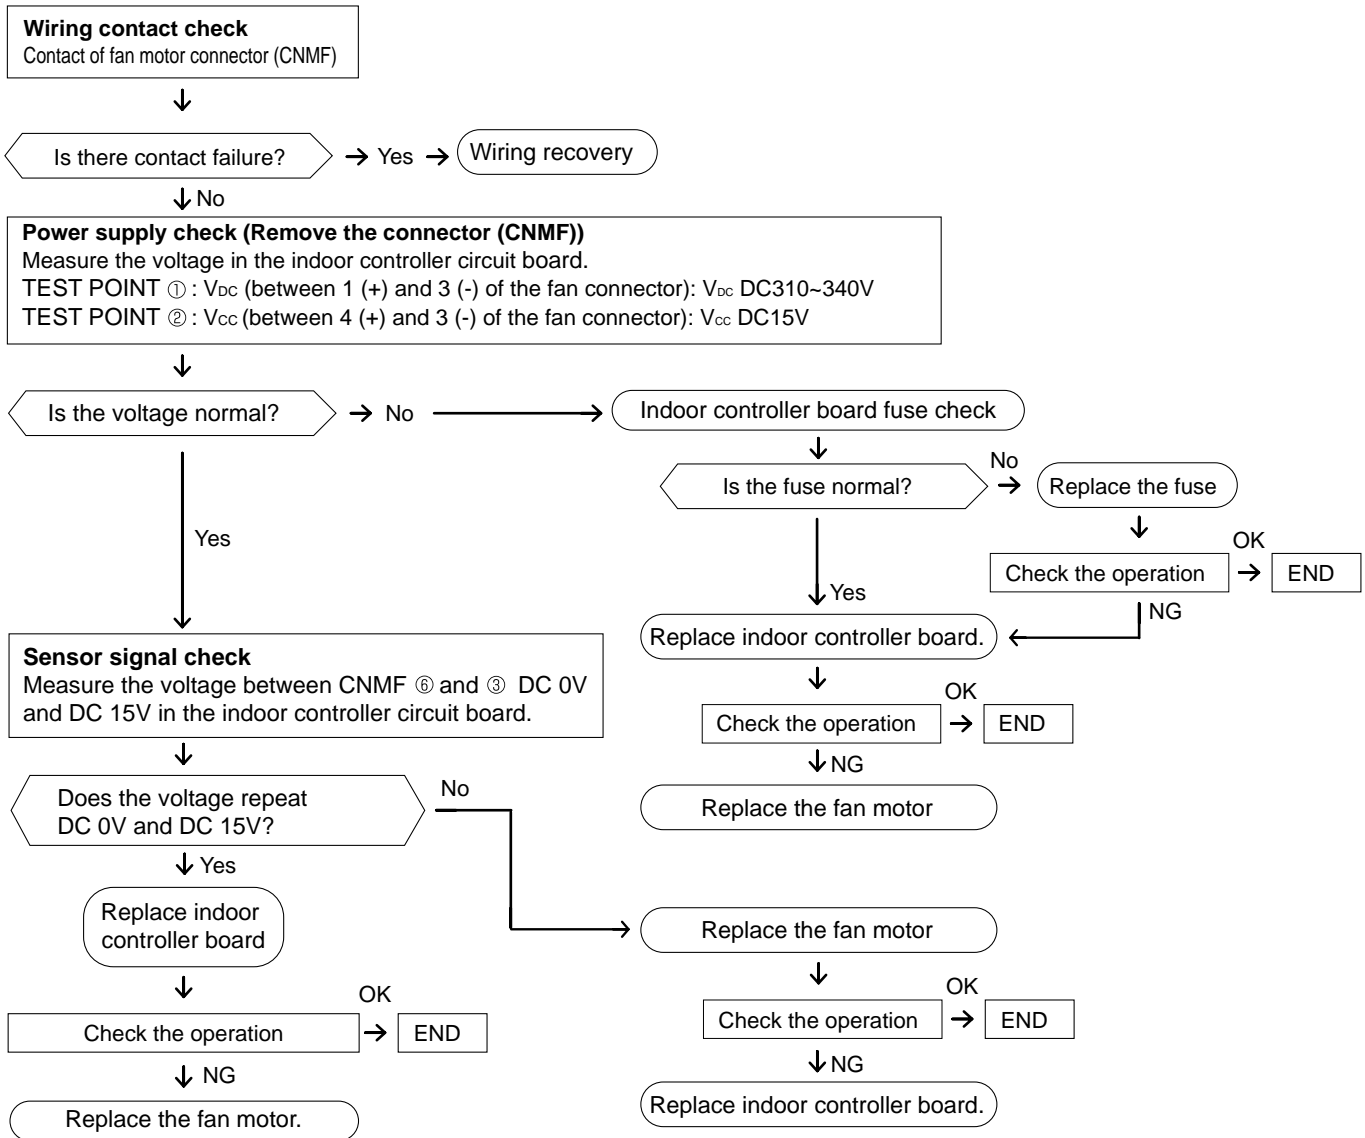 Wiring contact check
Contact of fan motor connector (CNMF)
Is there contact failure?
Yes
Wiring recovery
No
Power supply check (Remove the connector (CNMF))
Measure the voltage in the indoor controller circuit board.
TEST POINT ① : VDC (between 1 (+) and 3 (-) of the fan connector): VDC DC310~340V
TEST POINT ② : VCC (between 4 (+) and 3 (-) of the fan connector): VCC DC15V
Is the voltage normal?
No
Indoor controller board fuse check
Is the fuse normal?
No
Replace the fuse
Yes
Check the operation
OK
END
Yes
NG
Replace indoor controller board.
Sensor signal check
Measure the voltage between CNMF ⑥ and ③ DC 0V
and DC 15V in the indoor controller circuit board.
Check the operation
OK
END
NG
Replace the fan motor
Does the voltage repeat
DC 0V and DC 15V?
No
Yes
Replace indoor
controller board
Replace the fan motor
Check the operation
OK
END
Check the operation
OK
END
NG
Replace the fan motor.
NG
Replace indoor controller board.